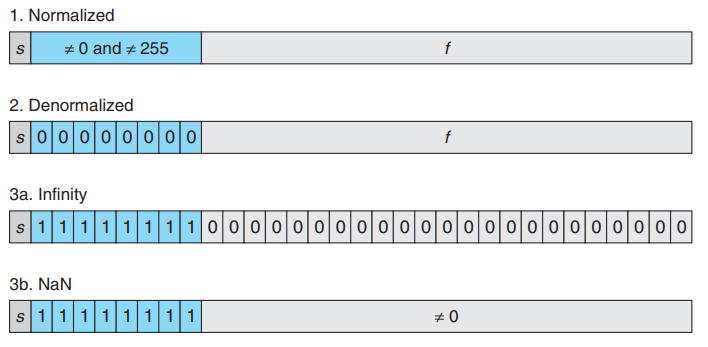 1. Normalized
s ≠ 0 and ≠ 255 f
2. Denormalized
s 0 0 0 0 0 0 0 0 f
3a. Infinity
s 1 1 1 1 1 1 1 1 0 0 0 0 0 0 0 0 0 0 0 0 0 0 0 0 0 0 0 0 0 0 0
3b. NaN
s 1 1 1 1 1 1 1 1 ≠ 0